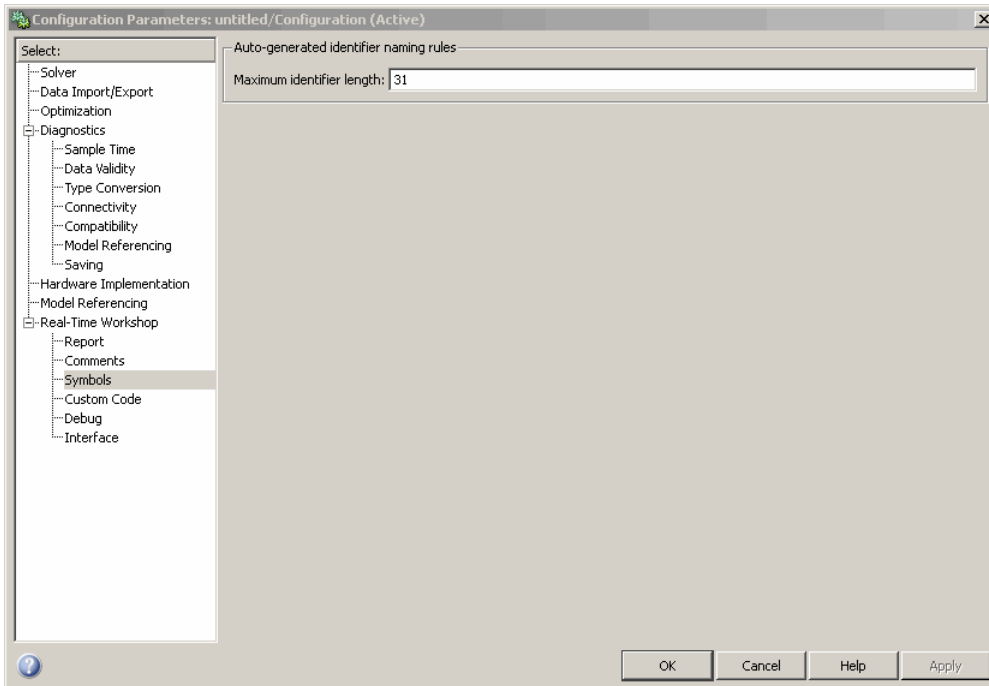 Configuration Parameters: untitled/Configuration (Active)
Select:
Solver
Data Import/Export
Optimization
Diagnostics
Sample Time
Data Validity
Type Conversion
Connectivity
Compatibility
Model Referencing
Saving
Hardware Implementation
Model Referencing
Real-Time Workshop
Report
Comments
Symbols
Custom Code
Debug
Interface
Auto-generated identifier naming rules
Maximum identifier length: 31
OK Cancel Help Apply